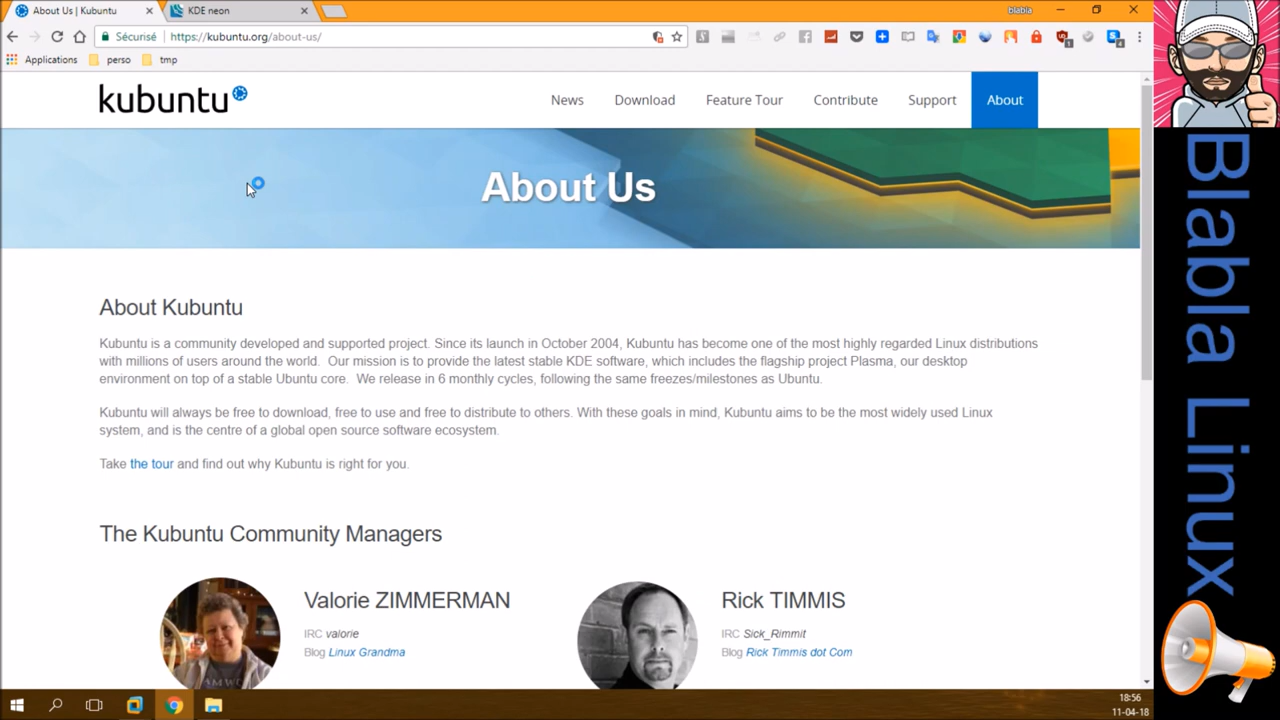 About Us | Kubuntu
KDE neon
blabla
Sécurisé
https://kubuntu.org/about-us/
Applications
perso
tmp
kubuntu
News
Download
Feature Tour
Contribute
Support
About
About Us
About Kubuntu
Kubuntu is a community developed and supported project. Since its launch in October 2004, Kubuntu has become one of the most highly regarded Linux distributions
with millions of users around the world. Our mission is to provide the latest stable KDE software, which includes the flagship project Plasma, our desktop
environment on top of a stable Ubuntu core. We release in 6 monthly cycles, following the same freezes/milestones as Ubuntu.
Kubuntu will always be free to download, free to use and free to distribute to others. With these goals in mind, Kubuntu aims to be the most widely used Linux
system, and is the centre of a global open source software ecosystem.
Take the tour and find out why Kubuntu is right for you.
The Kubuntu Community Managers
Valorie ZIMMERMAN
IRC valorie
Blog Linux Grandma
Rick TIMMIS
IRC Sick_Rimmit
Blog Rick Timmis dot Com
18:56
11-04-18
Blabla Linux